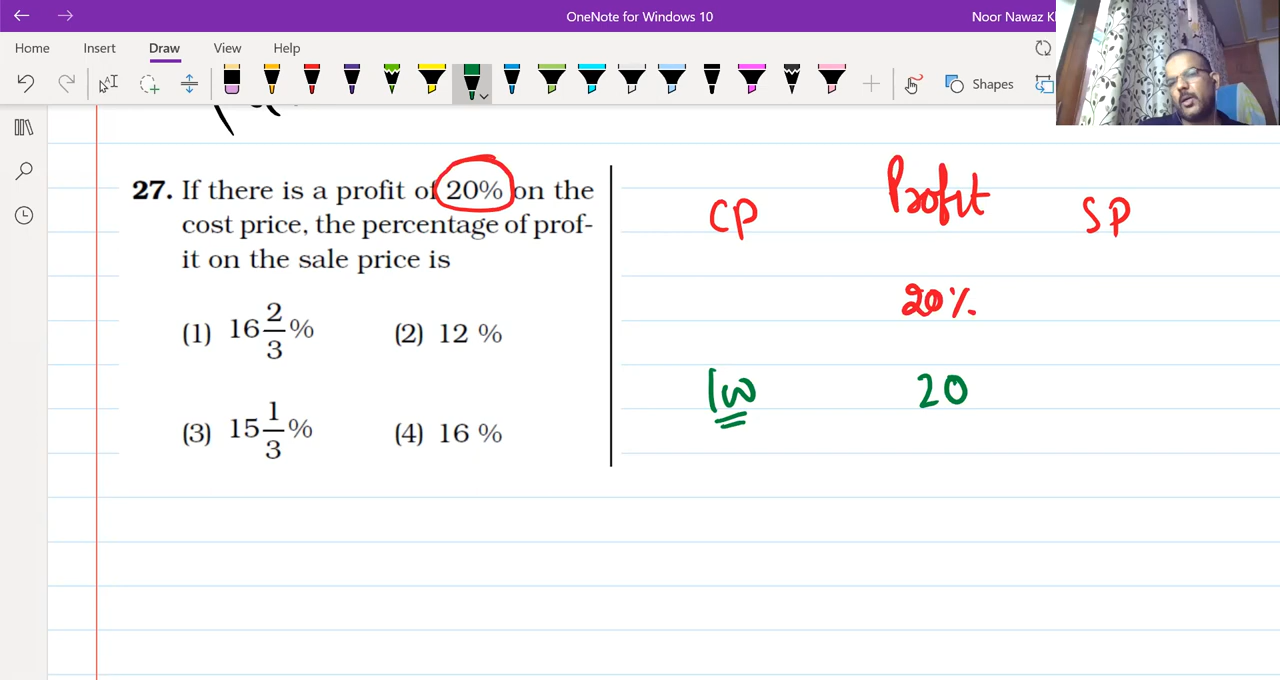 OneNote for Windows 10
Noor Nawaz Kh
Home Insert Draw View Help
Shapes
27. If there is a profit of 20% on the
cost price, the percentage of prof-
it on the sale price is
(1) 16 2/3 % (2) 12 %
(3) 15 1/3 % (4) 16 %
CP Profit SP
20%
100 20